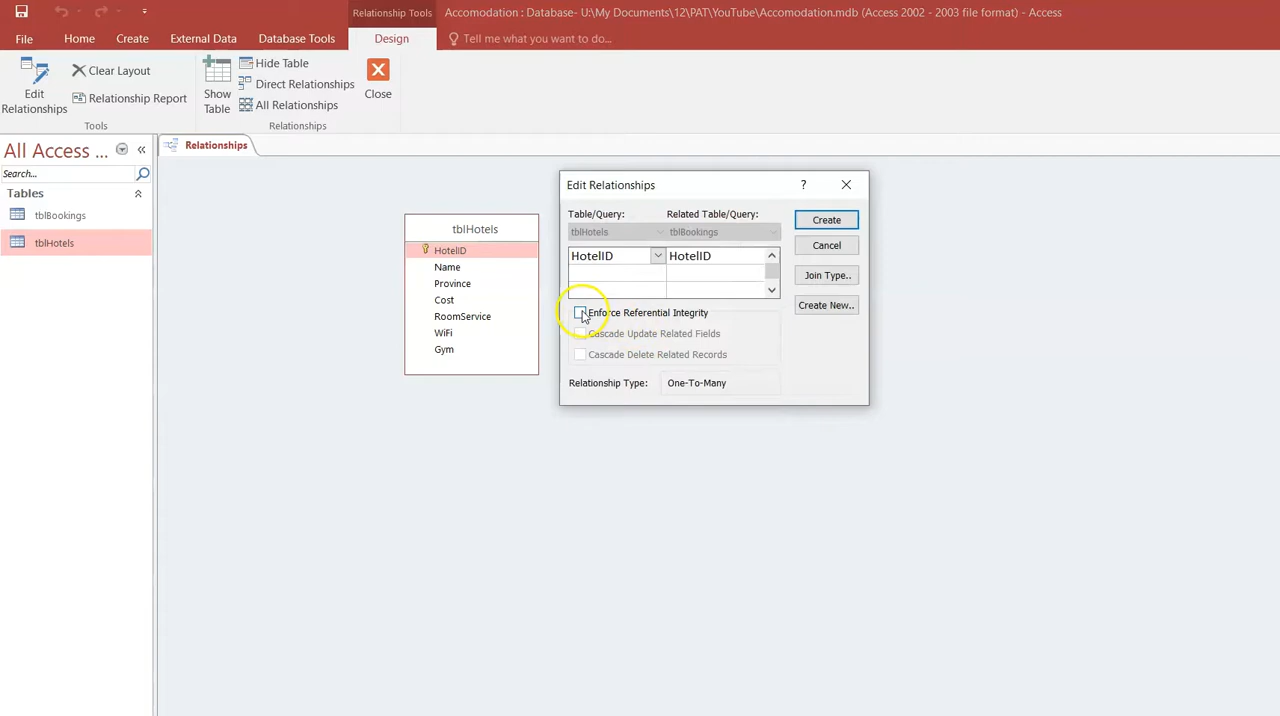 Relationship Tools
Accomodation : Database- U:\My Documents\12\PAT\YouTube\Accomodation.mdb (Access 2002 - 2003 file format) - Access
File Home Create External Data Database Tools Design Tell me what you want to do...
Edit Relationships
Clear Layout
Relationship Report
Tools
Show Table
Hide Table
Direct Relationships
All Relationships
Relationships
Close
All Access ...
Search...
Tables
tblBookings
tblHotels
Relationships
tblHotels
HotelID
Name
Province
Cost
RoomService
WiFi
Gym
Edit Relationships ?
Table/Query: Related Table/Query:
tblHotels tblBookings
HotelID HotelID
Enforce Referential Integrity
Cascade Update Related Fields
Cascade Delete Related Records
Relationship Type: One-To-Many
Create
Cancel
Join Type..
Create New..